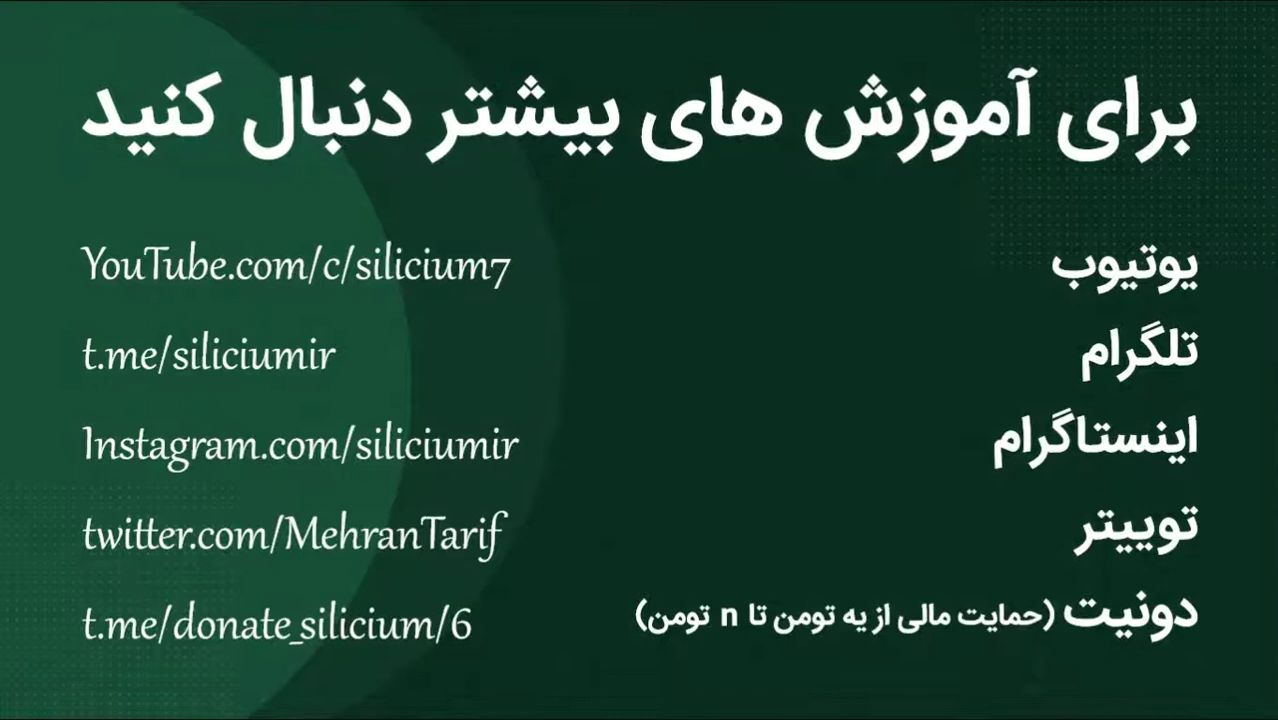 برای آموزش های بیشتر دنبال کنید
یوتیوب YouTube.com/c/silicium7
تلگرام t.me/siliciumir
اینستاگرام Instagram.com/siliciumir
توییتر twitter.com/MehranTarif
دونیت (حمایت مالی از یه تومن تا n تومن) t.me/donate_silicium/6